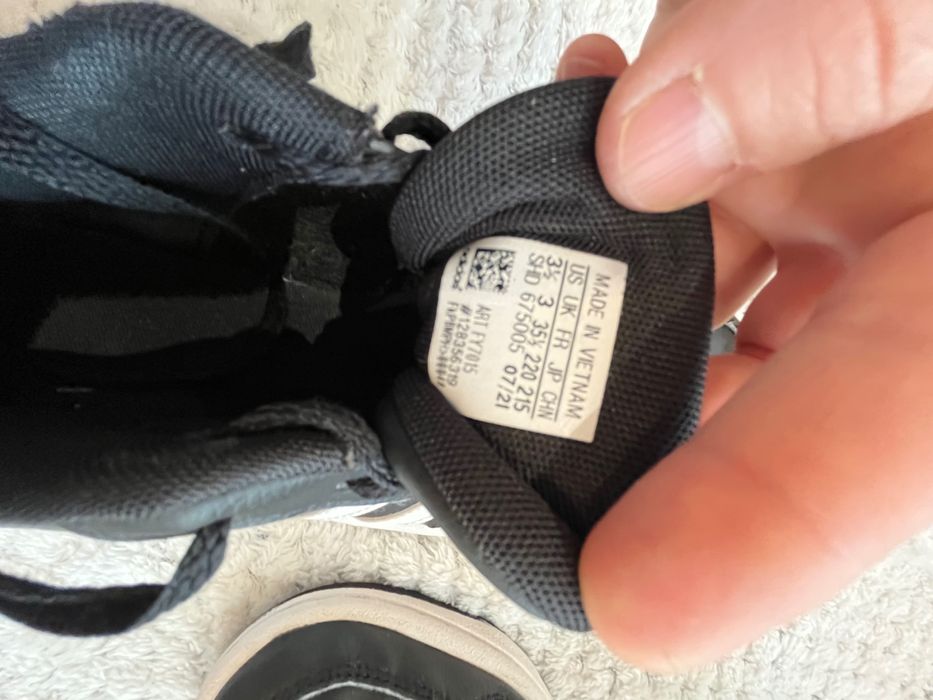 MADE IN VIETNAM
US UK FR JP CHN
3½ 3 35½ 220 215
SHD 675005 07/21
ART FY7015
#128356319